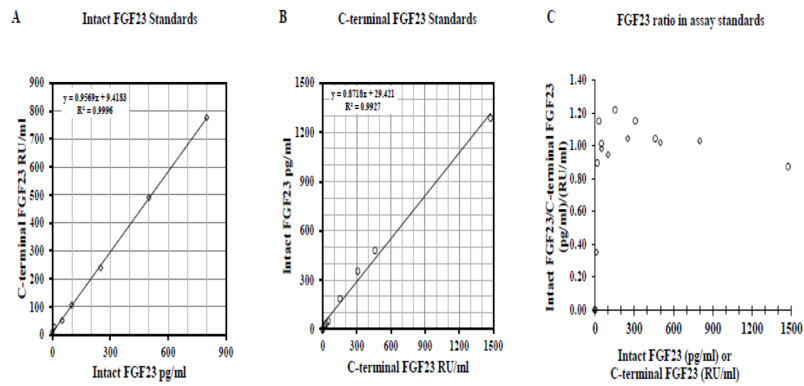 A
Intact FGF23 Standards
y = 0.9569x + 9.4183
R² = 0.9996
C-terminal FGF23 RU/ml
900
800
700
600
500
400
300
200
100
0
0 300 600 900
Intact FGF23 pg/ml
B
C-terminal FGF23 Standards
y = 0.8718x + 29.421
R² = 0.9927
Intact FGF23 pg/ml
1500
1200
900
600
300
0
0 300 600 900 1200 1500
C-terminal FGF23 RU/ml
C
FGF23 ratio in assay standards
Intact FGF23/C-terminal FGF23
(pg/ml)/(RU/ml)
1.40
1.20
1.00
0.80
0.60
0.40
0.20
0.00
0 300 600 900 1200 1500
Intact FGF23 (pg/ml) or
C-terminal FGF23 (RU/ml)